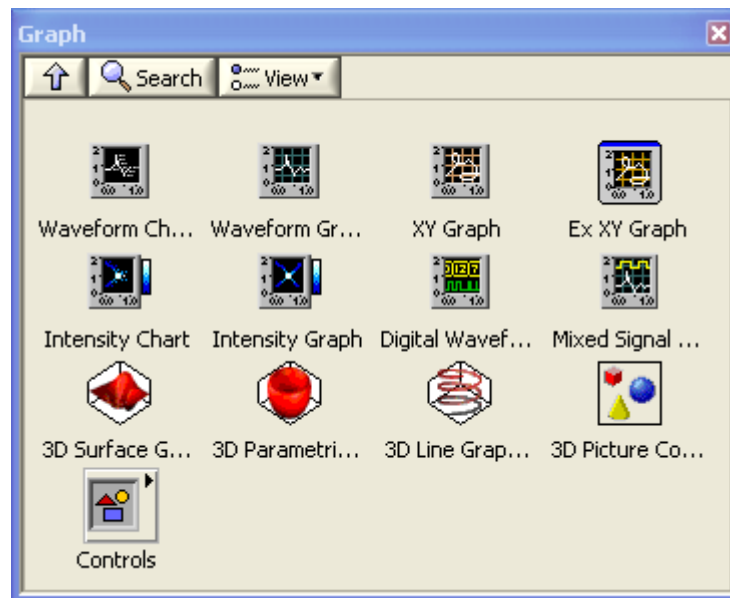 Graph
Search View
Waveform Ch... Waveform Gr... XY Graph Ex XY Graph
Intensity Chart Intensity Graph Digital Wavef... Mixed Signal ...
3D Surface G... 3D Parametri... 3D Line Grap... 3D Picture Co...
Controls